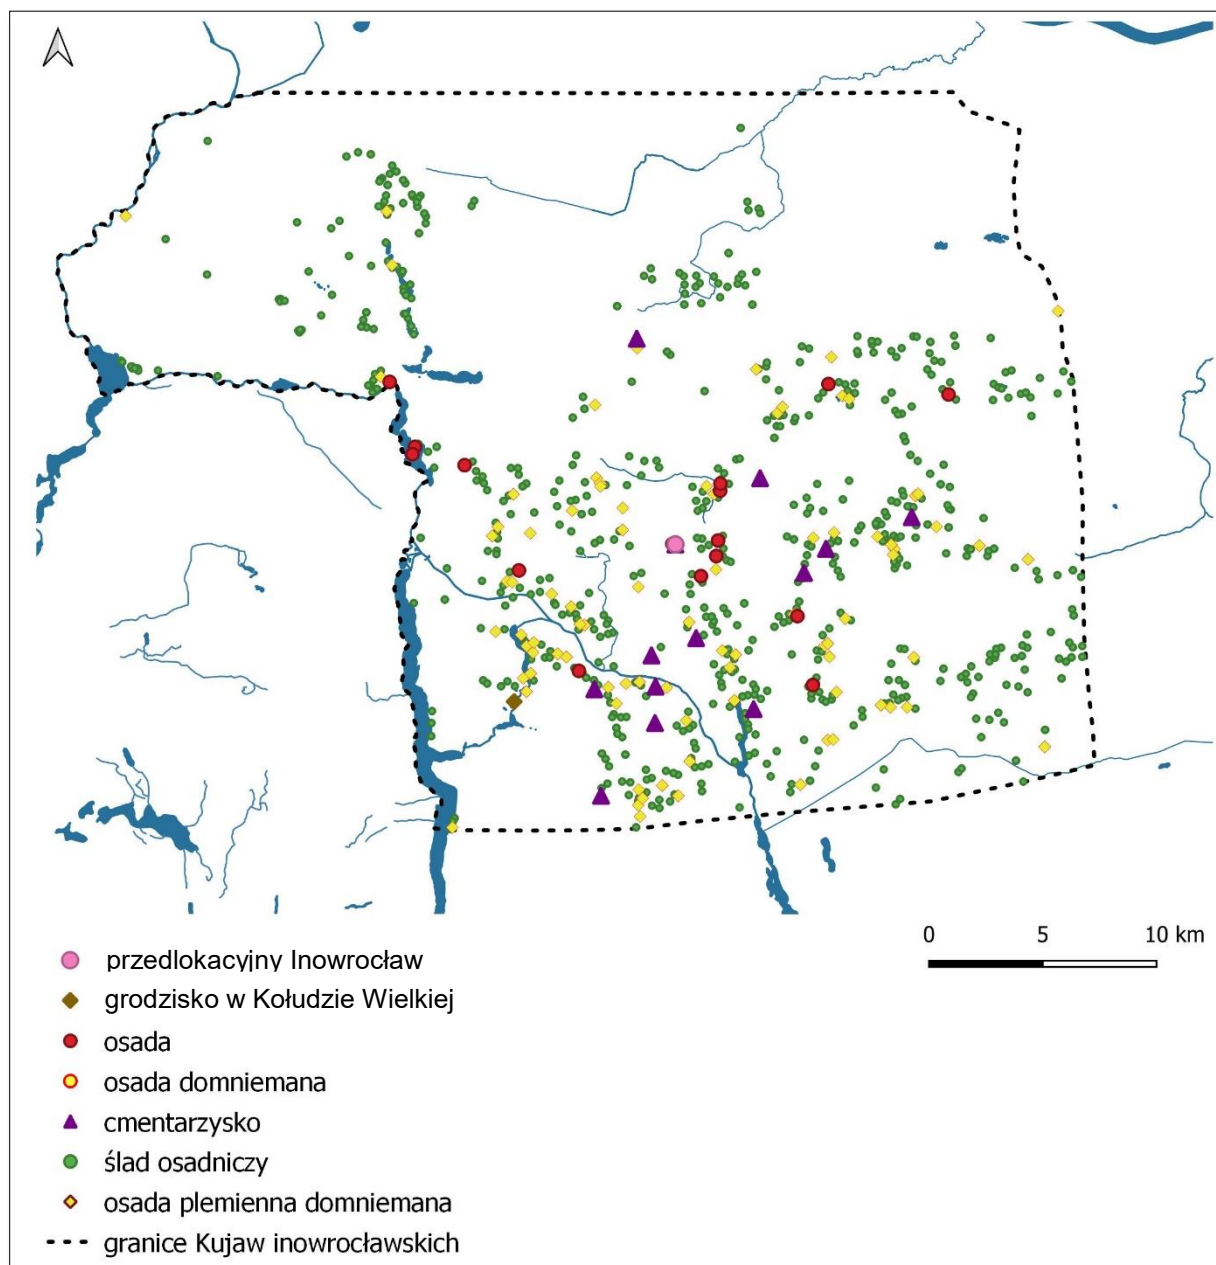 0 5 10 km
przedlokacyjny Inowrocław
grodzisko w Kołudzie Wielkiej
osada
osada domniemana
cmentarzysko
ślad osadniczy
osada plemienna domniemana
granice Kujaw inowrocławskich